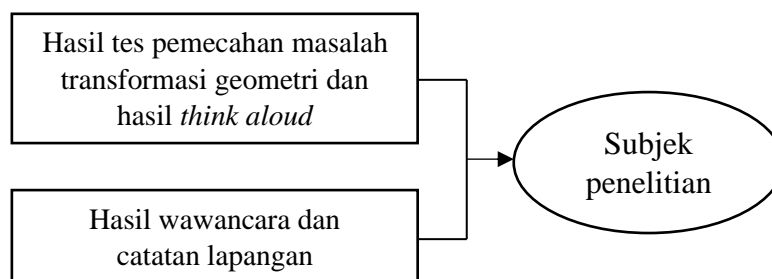 Hasil tes pemecahan masalah
transformasi geometri dan
hasil think aloud
Hasil wawancara dan
catatan lapangan
Subjek
penelitian